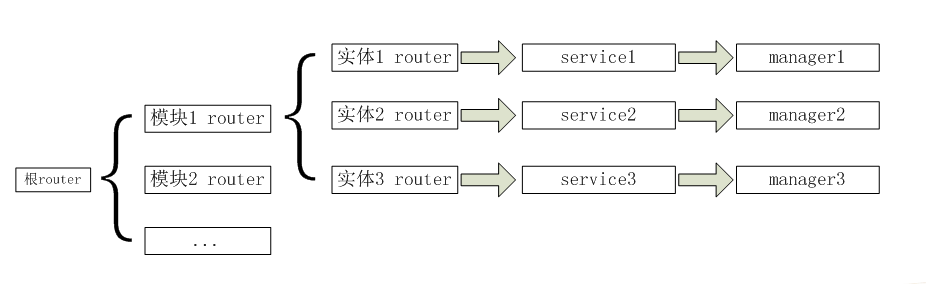 实体1 router
service1
manager1
模块1 router
实体2 router
service2
manager2
根router
模块2 router
实体3 router
service3
manager3
...